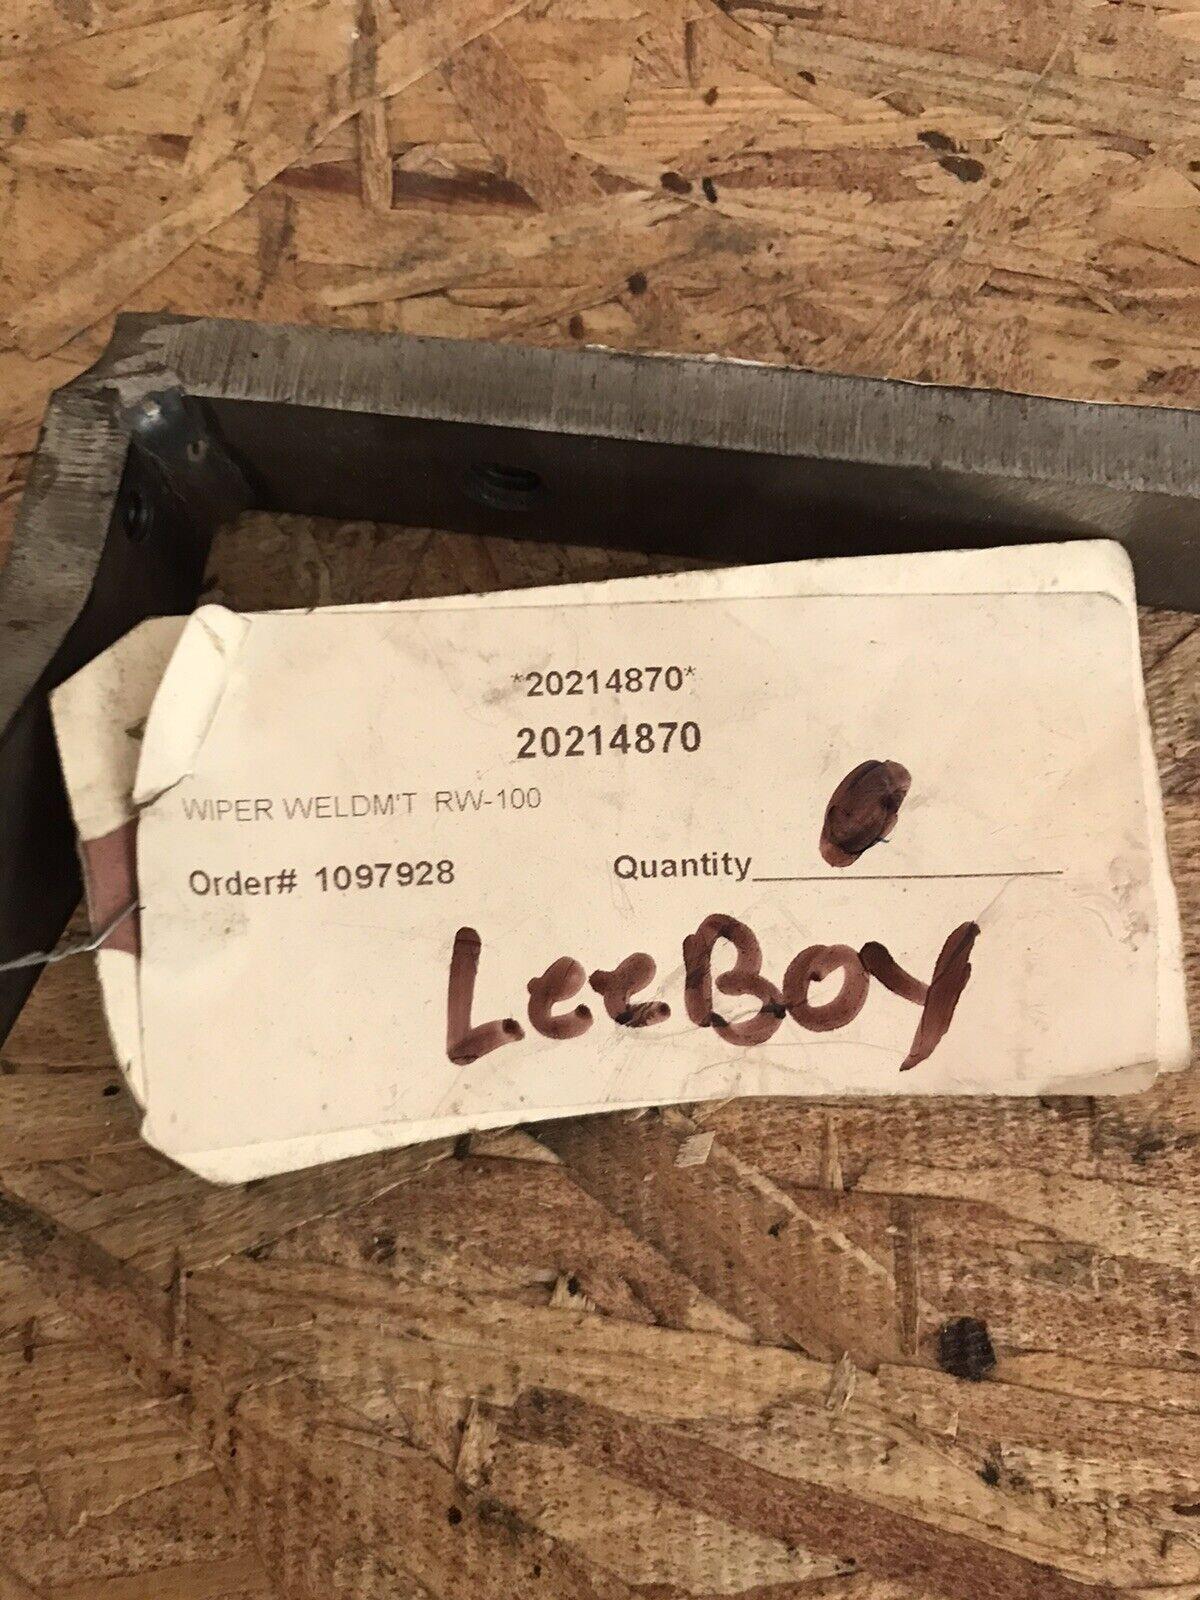 *20214870*
20214870
WIPER WELDM'T RW-100
Order# 1097928 Quantity
LeeBoy